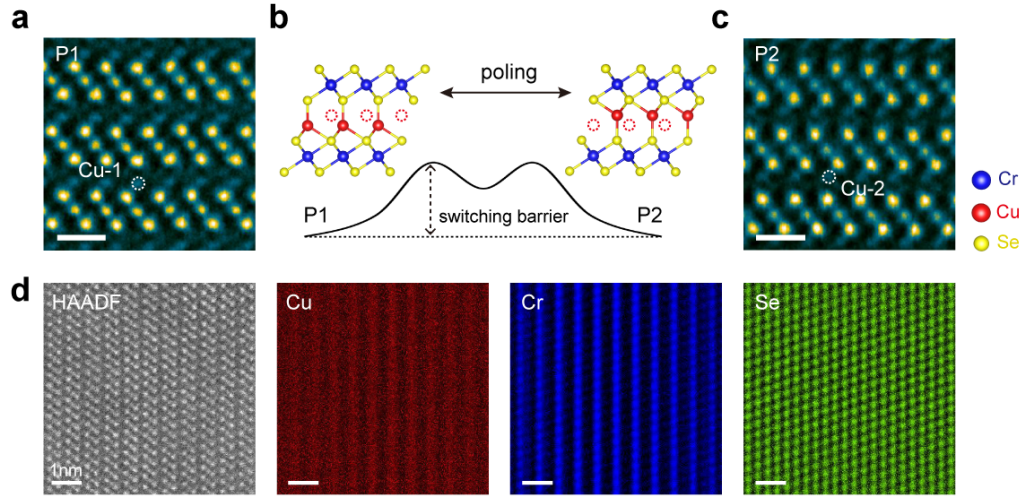 a
P1
Cu-1
b
poling
P1
switching barrier
P2
c
P2
Cu-2
Cr
Cu
Se
d
HAADF
1nm
Cu
Cr
Se